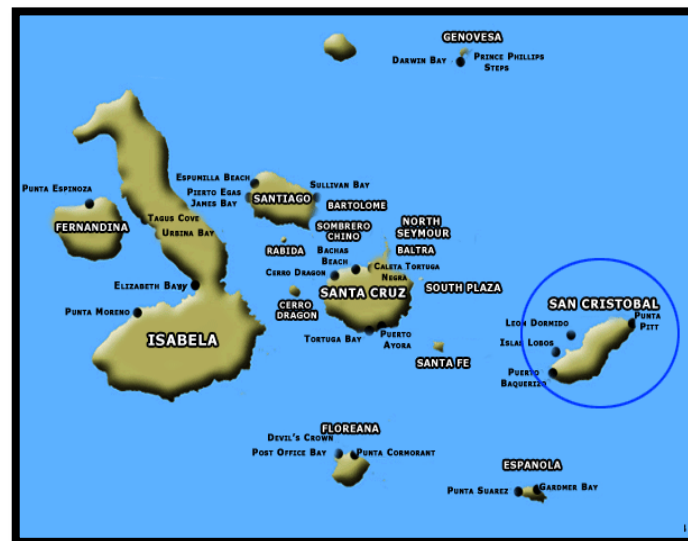 GENOVESA
DARWIN BAY
PRINCE PHILLIPS
STEPS
ESPUMILLA BEACH
PUNTA ESPINOZA
PIERTO EGAS
JAMES BAY
SULLIVAN BAY
SANTIAGO
BARTOLOME
TAGUS COVE
FERNANDINA
URBINA BAY
SOMBRERO
CHINO
NORTH
SEYMOUR
RABIDA
BACHAS
BEACH
BALTRA
CERRO DRAGON
CALETA TORTUGA
NEGRA
ELIZABETH BAY
SANTA CRUZ
SOUTH PLAZA
CERRO
DRAGON
SAN CRISTOBAL
PUNTA MORENO
LEON DORMIDO
PUNTA
PITT
ISABELA
TORTUGA BAY
PUERTO
AYORA
ISLAS LOBOS
SANTA FE
PUERTO
BAQUERIZO
FLOREANA
DEVIL'S CROWN
POST OFFICE BAY
PUNTA CORMORANT
ESPANOLA
PUNTA SUAREZ
GARDMER BAY